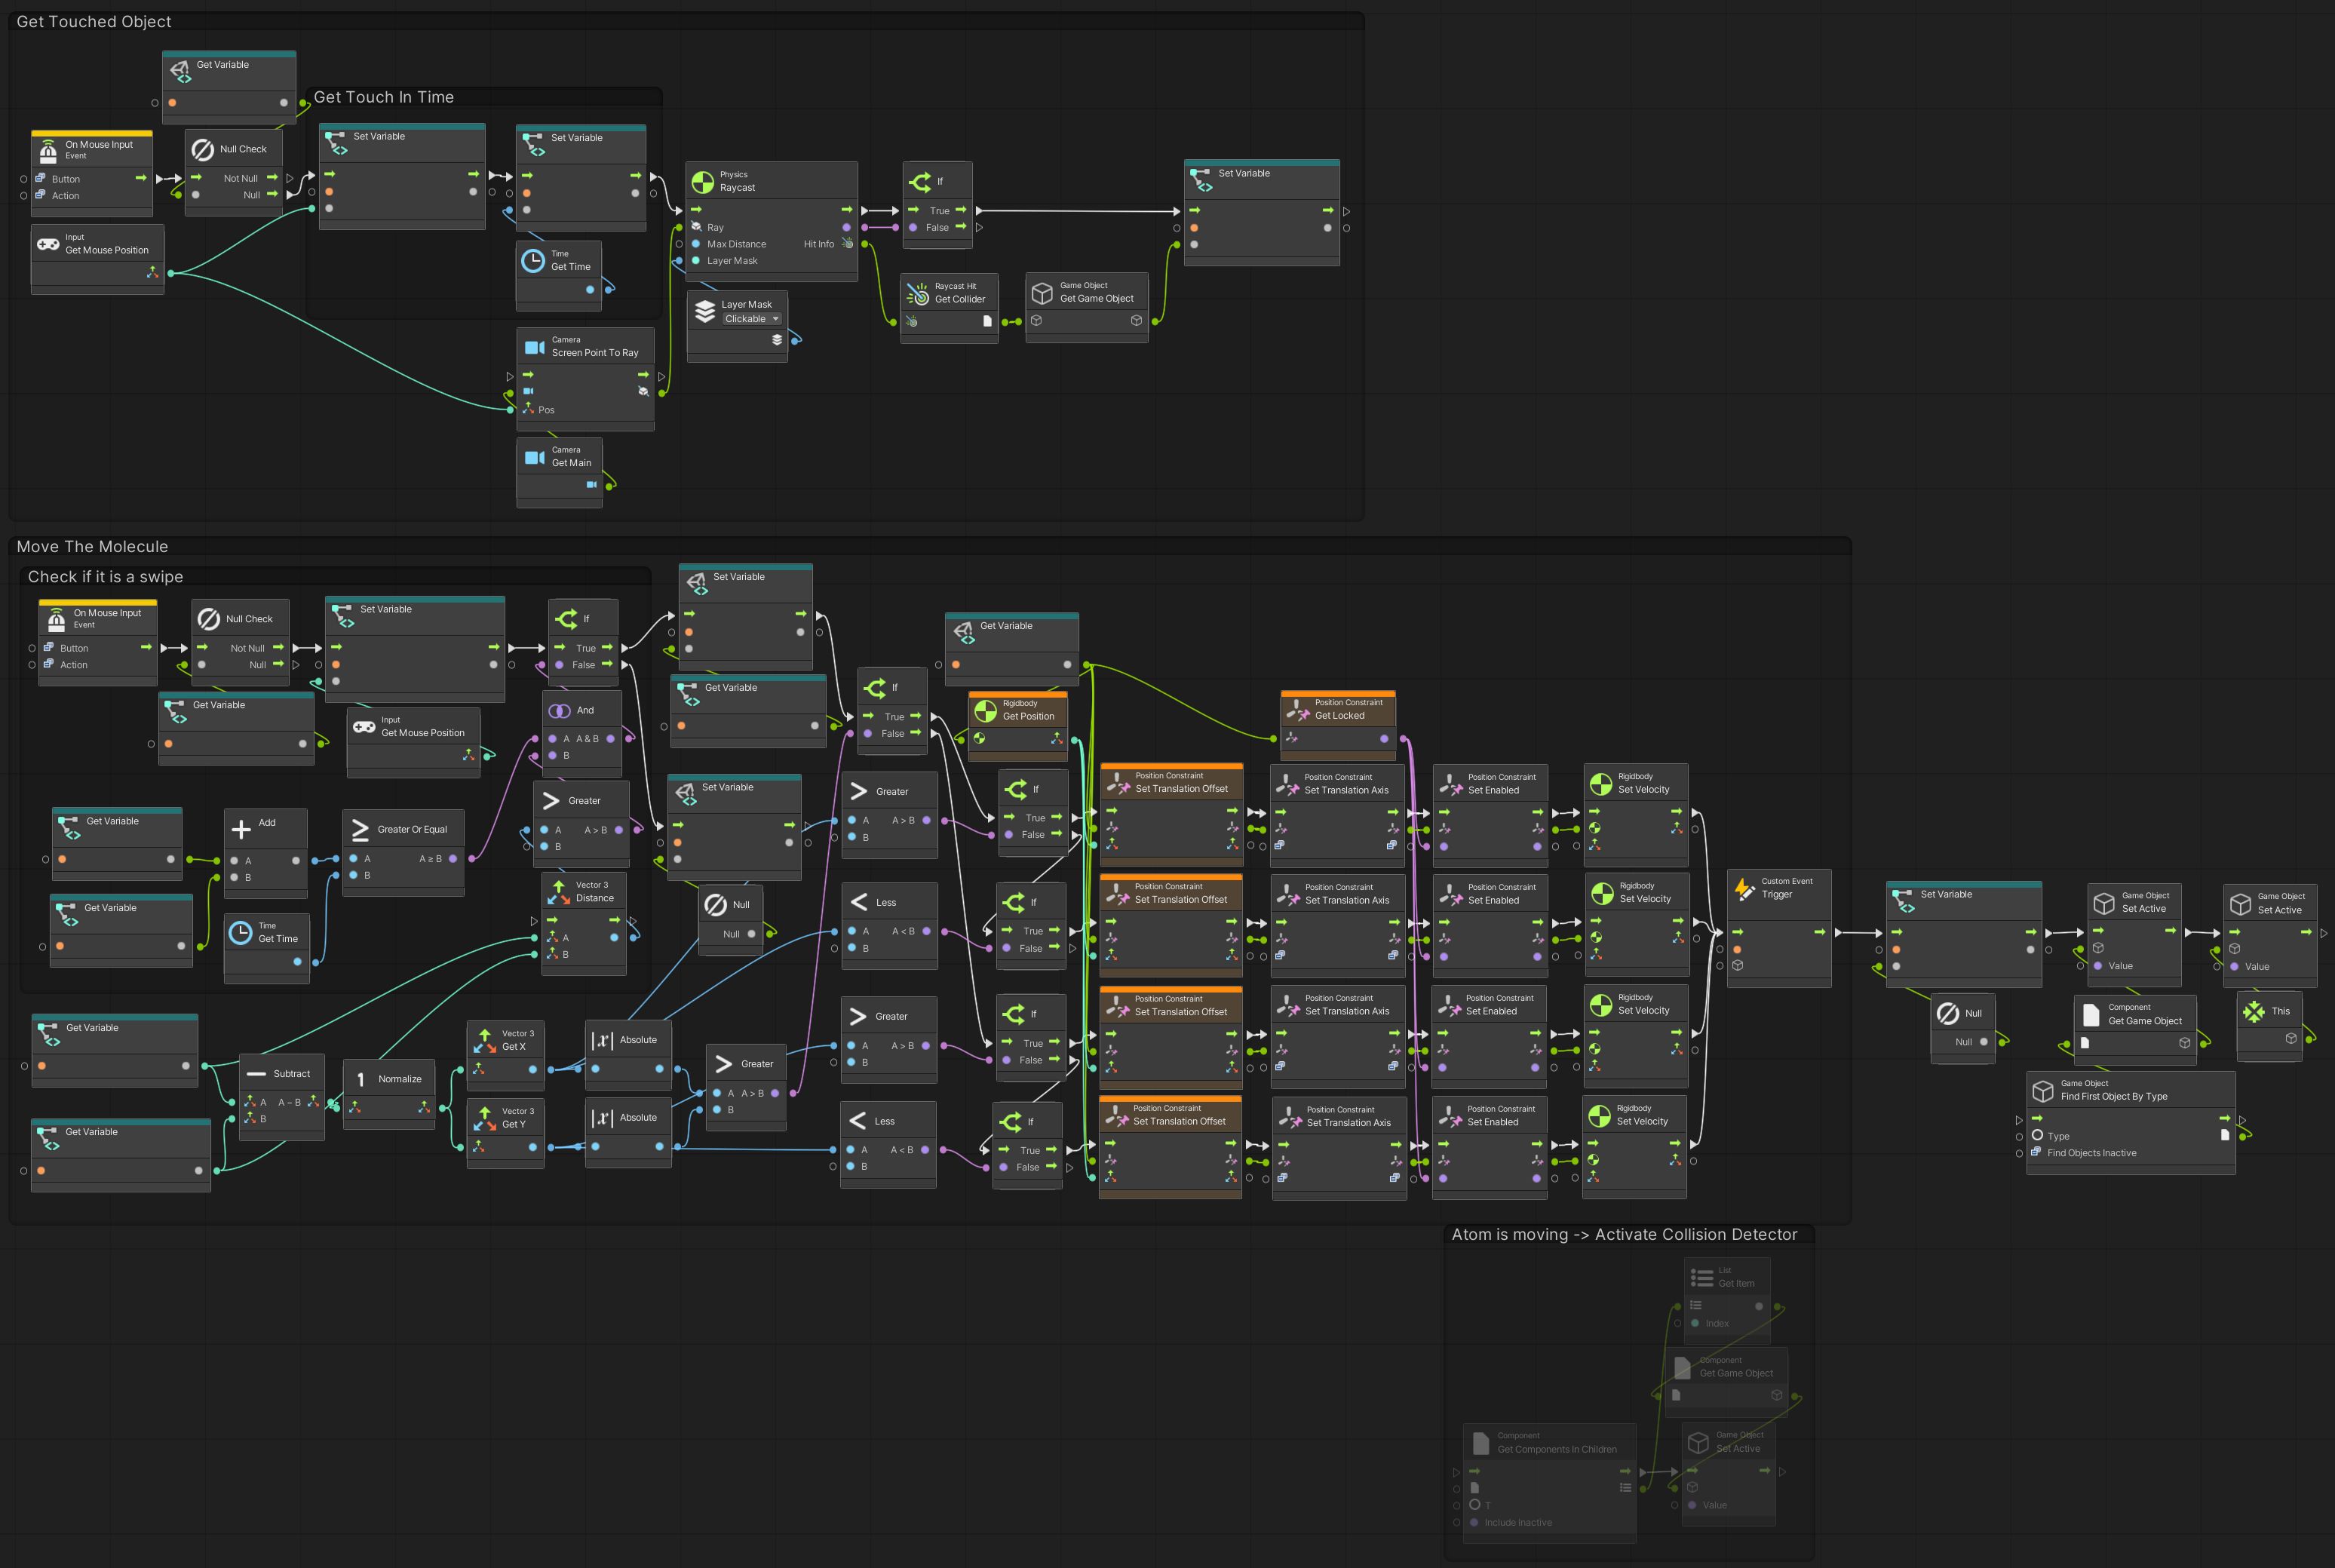 Get Touched Object
Get Variable
Get Touch In Time
On Mouse Input
Event
Button
Action
Null Check
Not Null
Null
Set Variable
Set Variable
Input
Get Mouse Position
Time
Get Time
Physics
Raycast
Ray
Max Distance Hit Info
Layer Mask
If
True
False
Set Variable
Layer Mask
Clickable
Raycast Hit
Get Collider
Game Object
Get Game Object
Camera
Screen Point To Ray
Pos
Camera
Get Main
Move The Molecule
Check if it is a swipe
On Mouse Input
Event
Button
Action
Null Check
Not Null
Null
Set Variable
If
True
False
Set Variable
Get Variable
Get Variable
Input
Get Mouse Position
And
A A & B
B
Get Variable
If
True
False
Rigidbody
Get Position
Position Constraint
Get Locked
Get Variable
Add
A
B
Greater Or Equal
A A ≥ B
B
Greater
A A > B
B
Set Variable
Greater
A A > B
B
If
True
False
Position Constraint
Set Translation Offset
Position Constraint
Set Translation Axis
Position Constraint
Set Enabled
Rigidbody
Set Velocity
Get Variable
Time
Get Time
Vector 3
Distance
A
B
Null
Null
Less
A A < B
B
If
True
False
Position Constraint
Set Translation Offset
Position Constraint
Set Translation Axis
Position Constraint
Set Enabled
Rigidbody
Set Velocity
Custom Event
Trigger
Set Variable
Game Object
Set Active
Value
Game Object
Set Active
Value
Null
Null
Component
Get Game Object
This
Game Object
Find First Object By Type
Type
Find Objects Inactive
Get Variable
Subtract
A A − B
B
Normalize
Vector 3
Get X
Absolute
Greater
A A > B
B
Greater
A A > B
B
If
True
False
Position Constraint
Set Translation Offset
Position Constraint
Set Translation Axis
Position Constraint
Set Enabled
Rigidbody
Set Velocity
Get Variable
Vector 3
Get Y
Absolute
Less
A A < B
B
If
True
False
Position Constraint
Set Translation Offset
Position Constraint
Set Translation Axis
Position Constraint
Set Enabled
Rigidbody
Set Velocity
Atom is moving -> Activate Collision Detector
List
Get Item
Index
Component
Get Game Object
Component
Get Components In Children
T
Include Inactive
Game Object
Set Active
Value